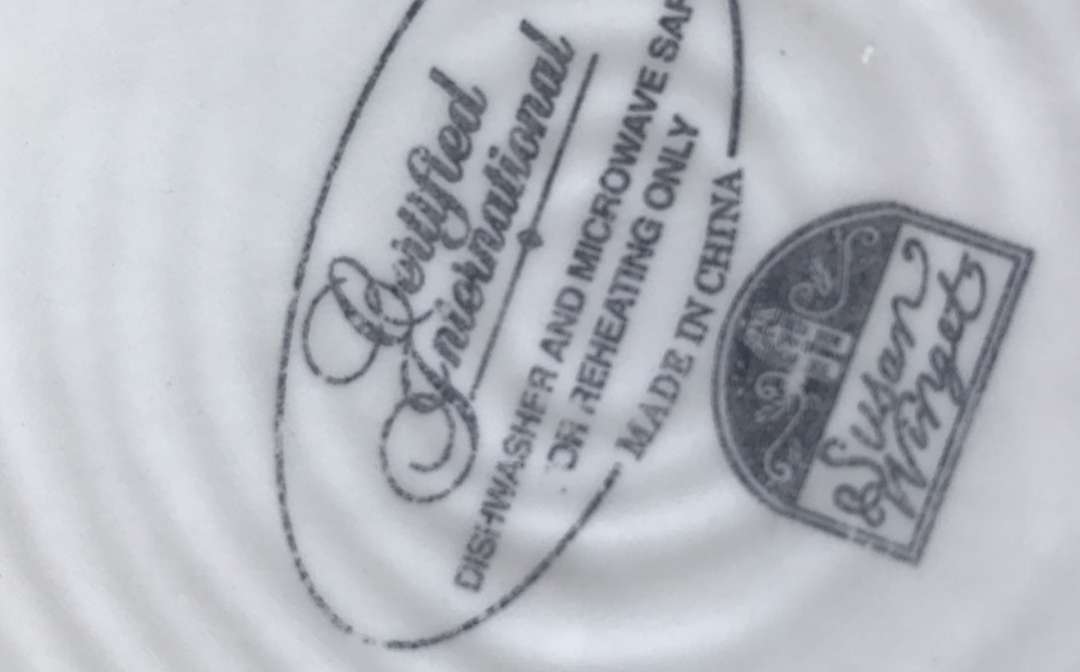 Certified
International
DISHWASHER AND MICROWAVE SAF
OR REHEATING ONLY
MADE IN CHINA
Susan
Winget